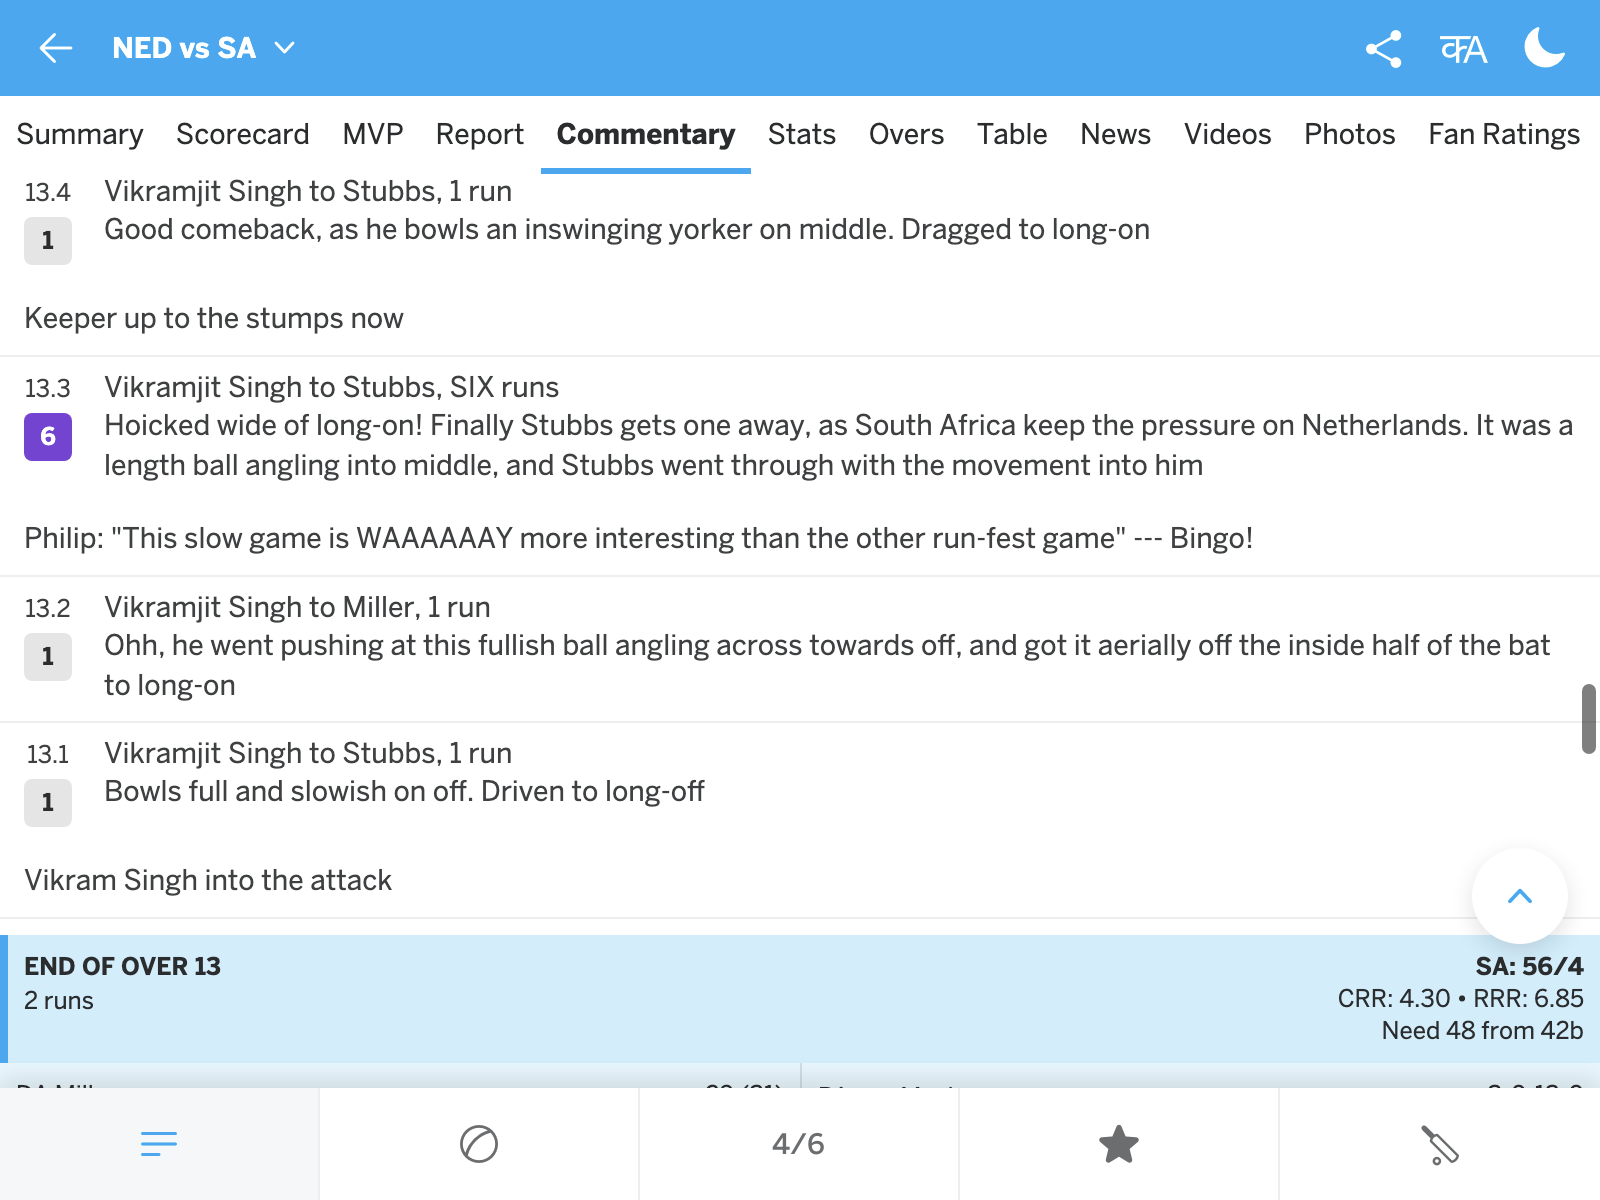 NED vs SA
काA
Summary Scorecard MVP Report Commentary Stats Overs Table News Videos Photos Fan Ratings
13.4 Vikramjit Singh to Stubbs, 1 run
1 Good comeback, as he bowls an inswinging yorker on middle. Dragged to long-on
Keeper up to the stumps now
13.3 Vikramjit Singh to Stubbs, SIX runs
6 Hoicked wide of long-on! Finally Stubbs gets one away, as South Africa keep the pressure on Netherlands. It was a
length ball angling into middle, and Stubbs went through with the movement into him
Philip: "This slow game is WAAAAAAY more interesting than the other run-fest game" --- Bingo!
13.2 Vikramjit Singh to Miller, 1 run
1 Ohh, he went pushing at this fullish ball angling across towards off, and got it aerially off the inside half of the bat
to long-on
13.1 Vikramjit Singh to Stubbs, 1 run
1 Bowls full and slowish on off. Driven to long-off
Vikram Singh into the attack
END OF OVER 13 SA: 56/4
2 runs CRR: 4.30 • RRR: 6.85
Need 48 from 42b
4/6